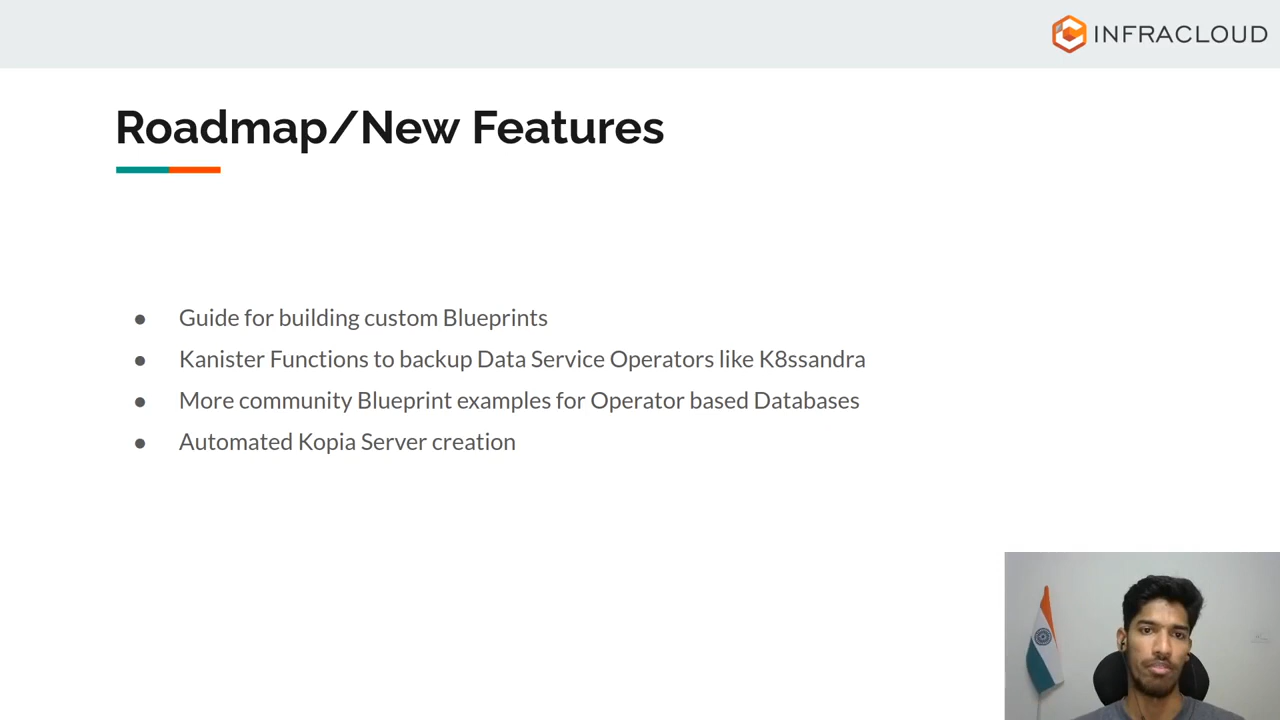 INFRACLOUD
Roadmap/New Features
● Guide for building custom Blueprints
● Kanister Functions to backup Data Service Operators like K8ssandra
● More community Blueprint examples for Operator based Databases
● Automated Kopia Server creation